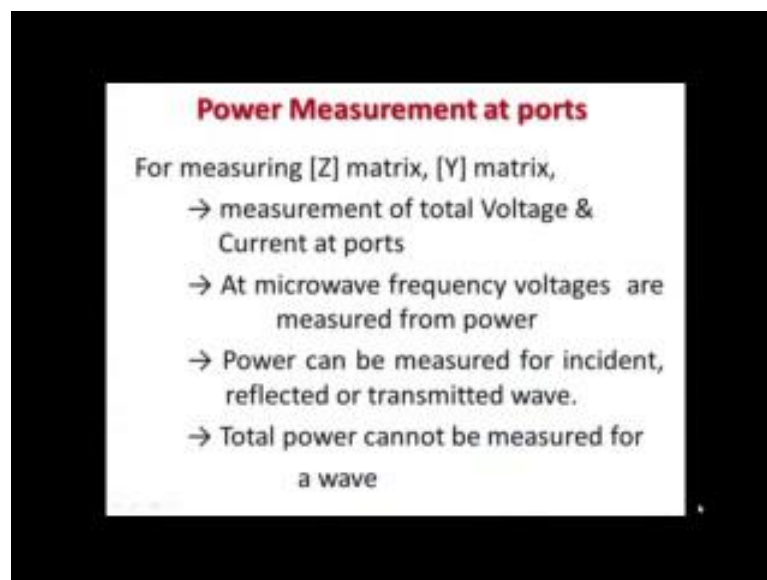 Power Measurement at ports
For measuring [Z] matrix, [Y] matrix,
→ measurement of total Voltage &
Current at ports
→ At microwave frequency voltages are
measured from power
→ Power can be measured for incident,
reflected or transmitted wave.
→ Total power cannot be measured for
a wave